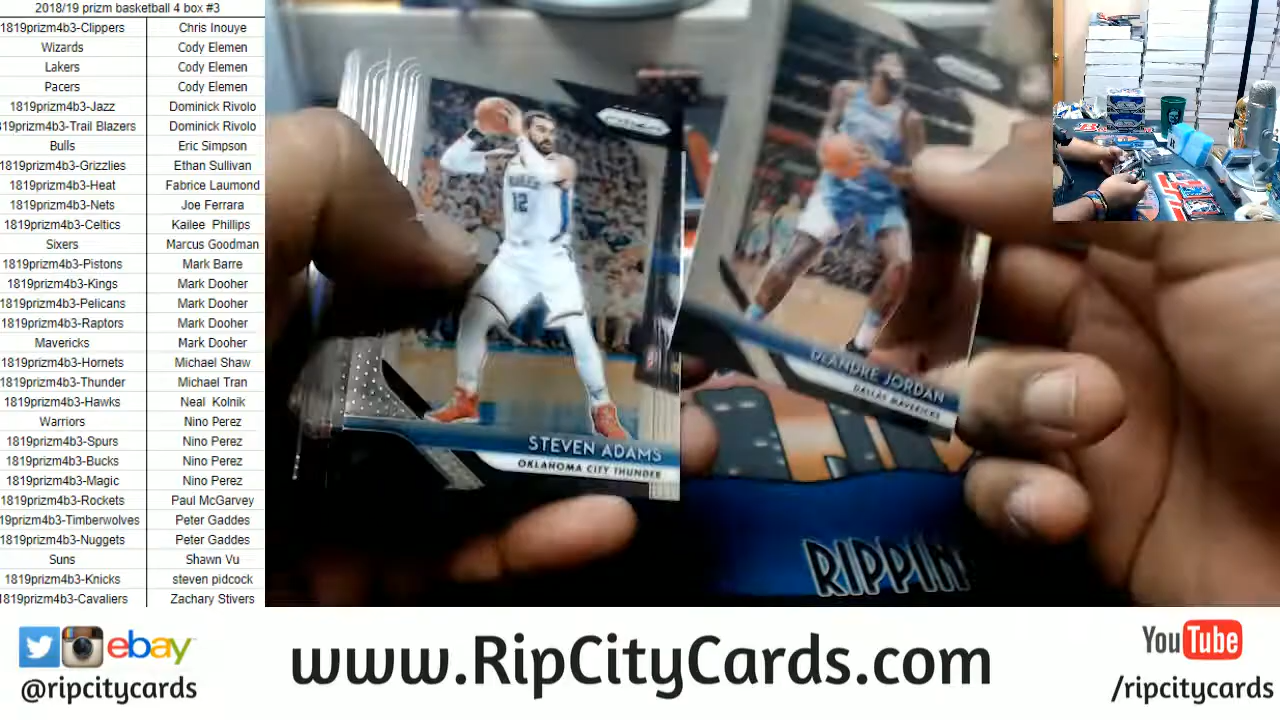 2018/19 prizm basketball 4 box #3
1819prizm4b3-Clippers Chris Inouye
Wizards Cody Elemen
Lakers Cody Elemen
Pacers Cody Elemen
1819prizm4b3-Jazz Dominick Rivolo
819prizm4b3-Trail Blazers Dominick Rivolo
Bulls Eric Simpson
1819prizm4b3-Grizzlies Ethan Sullivan
1819prizm4b3-Heat Fabrice Laumond
1819prizm4b3-Nets Joe Ferrara
1819prizm4b3-Celtics Kailee Phillips
Sixers Marcus Goodman
1819prizm4b3-Pistons Mark Barre
1819prizm4b3-Kings Mark Dooher
1819prizm4b3-Pelicans Mark Dooher
1819prizm4b3-Raptors Mark Dooher
Mavericks Mark Dooher
1819prizm4b3-Hornets Michael Shaw
1819prizm4b3-Thunder Michael Tran
1819prizm4b3-Hawks Neal Kolnik
Warriors Nino Perez
1819prizm4b3-Spurs Nino Perez
1819prizm4b3-Bucks Nino Perez
1819prizm4b3-Magic Nino Perez
1819prizm4b3-Rockets Paul McGarvey
19prizm4b3-Timberwolves Peter Gaddes
1819prizm4b3-Nuggets Peter Gaddes
Suns Shawn Vu
1819prizm4b3-Knicks steven pidcock
1819prizm4b3-Cavaliers Zachary Stivers
PRIZM
12
STEVEN ADAMS
OKLAHOMA CITY THUNDER
DEANDRE JORDAN
DALLAS MAVERICKS
RIPPIN
ebay
@ripcitycards
www.RipCityCards.com
YouTube
/ripcitycards